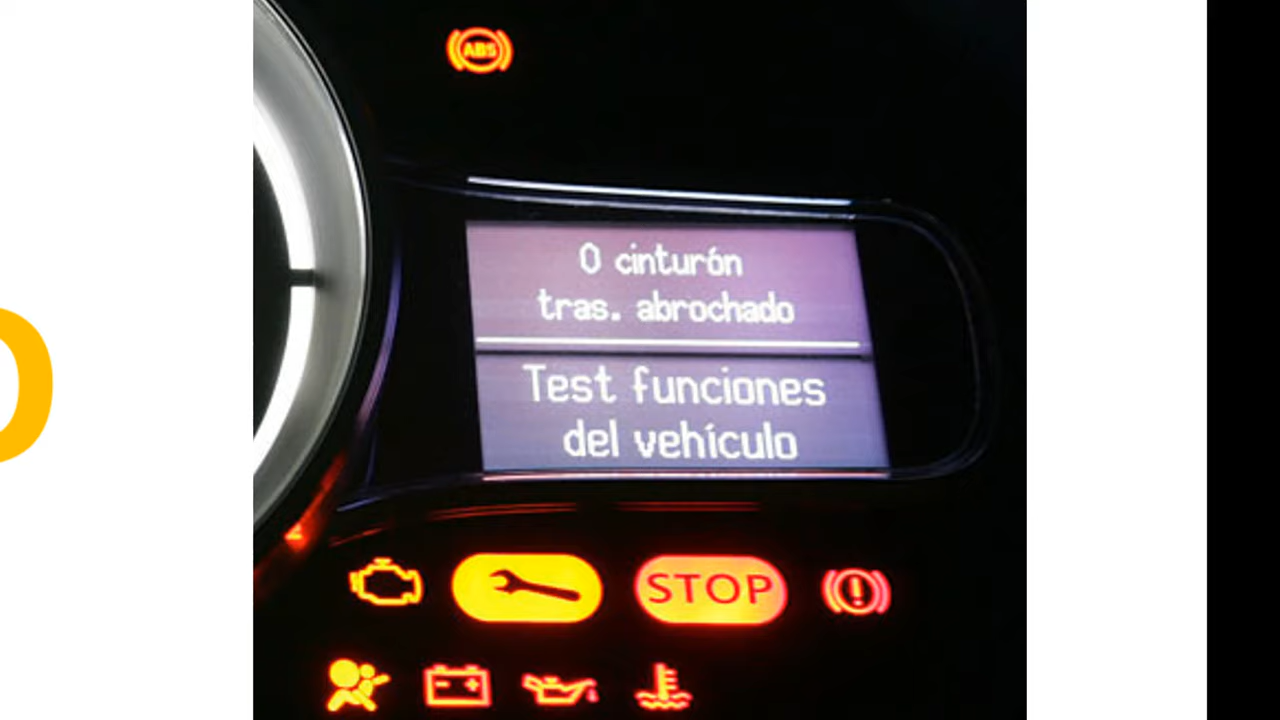 ABS
0 cinturón
tras. abrochado
Test funciones
del vehículo
STOP